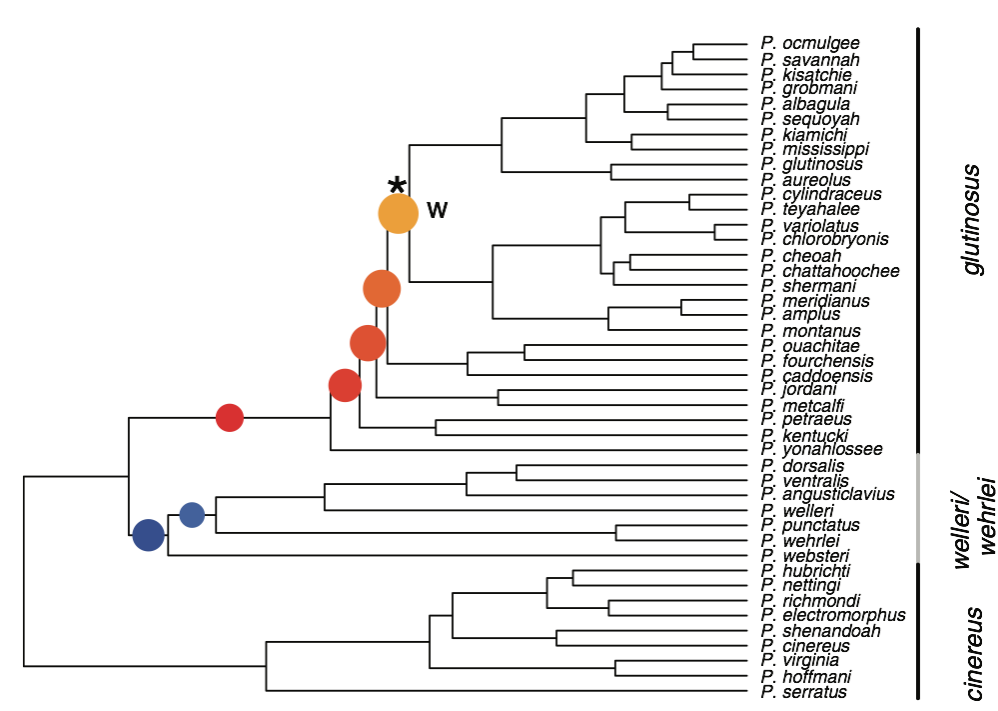 P. ocmulgee
P. savannah
P. kisatchie
P. grobmani
P. albagula
P. sequoyah
P. kiamichi
P. mississippi
P. glutinosus
P. aureolus
P. cylindraceus
P. teyahalee
P. variolatus
P. chlorobryonis
P. cheoah
P. chattahoochee
P. shermani
P. meridianus
P. amplus
P. montanus
P. ouachitae
P. fourchensis
P. caddoensis
P. jordani
P. metcalfi
P. petraeus
P. kentucki
P. yonahlossee
P. dorsalis
P. ventralis
P. angusticlavius
P. welleri
P. punctatus
P. wehrlei
P. websteri
P. hubrichti
P. nettingi
P. richmondi
P. electromorphus
P. shenandoah
P. cinereus
P. virginia
P. hoffmani
P. serratus
* W
glutinosus
welleri/
wehrlei
cinereus